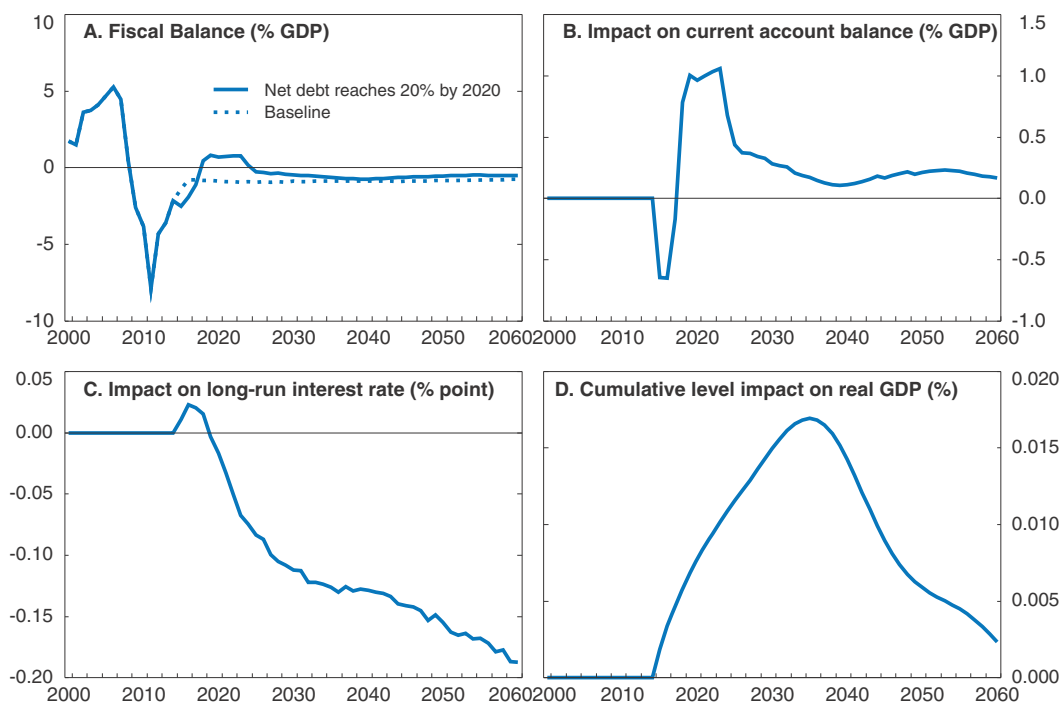 A. Fiscal Balance (% GDP)
10
5
0
-5
-10
Net debt reaches 20% by 2020
Baseline
2000 2010 2020 2030 2040 2050 2060
B. Impact on current account balance (% GDP)
1.5
1.0
0.5
0.0
-0.5
-1.0
2000 2010 2020 2030 2040 2050 2060
C. Impact on long-run interest rate (% point)
0.05
0.00
-0.05
-0.10
-0.15
-0.20
2000 2010 2020 2030 2040 2050 2060
D. Cumulative level impact on real GDP (%)
0.020
0.015
0.010
0.005
0.000
2000 2010 2020 2030 2040 2050 2060